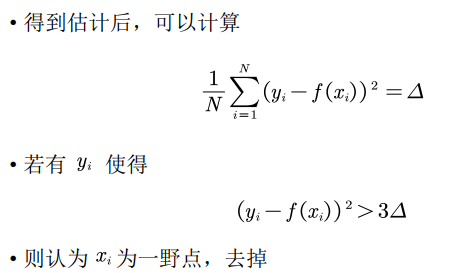 • 得到估计后，可以计算
$\frac{1}{N}\sum_{i=1}^{N}(y_i-f(x_i))^2=\Delta$
• 若有 $y_i$ 使得
$(y_i-f(x_i))^2>3\Delta$
• 则认为 $x_i$ 为一野点，去掉